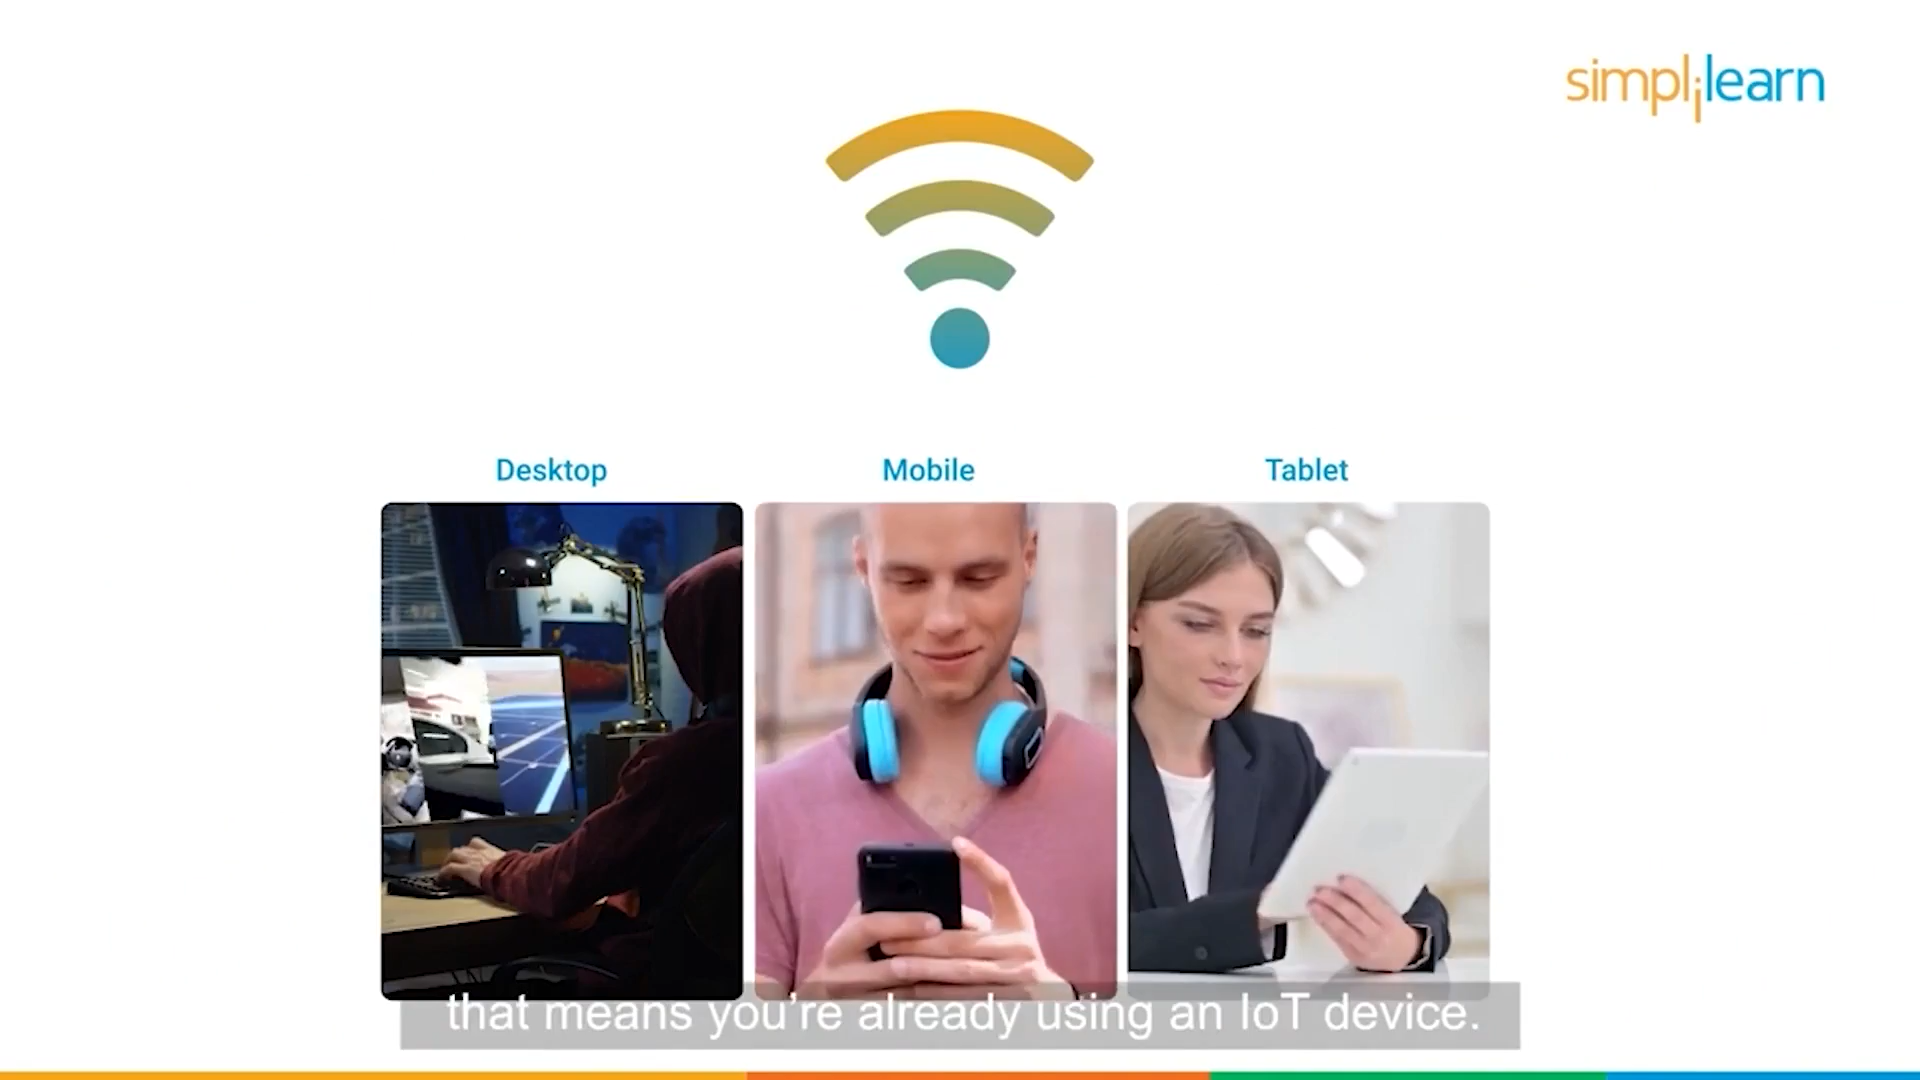 simplilearn
Desktop
Mobile
Tablet
that means you're already using an IoT device.